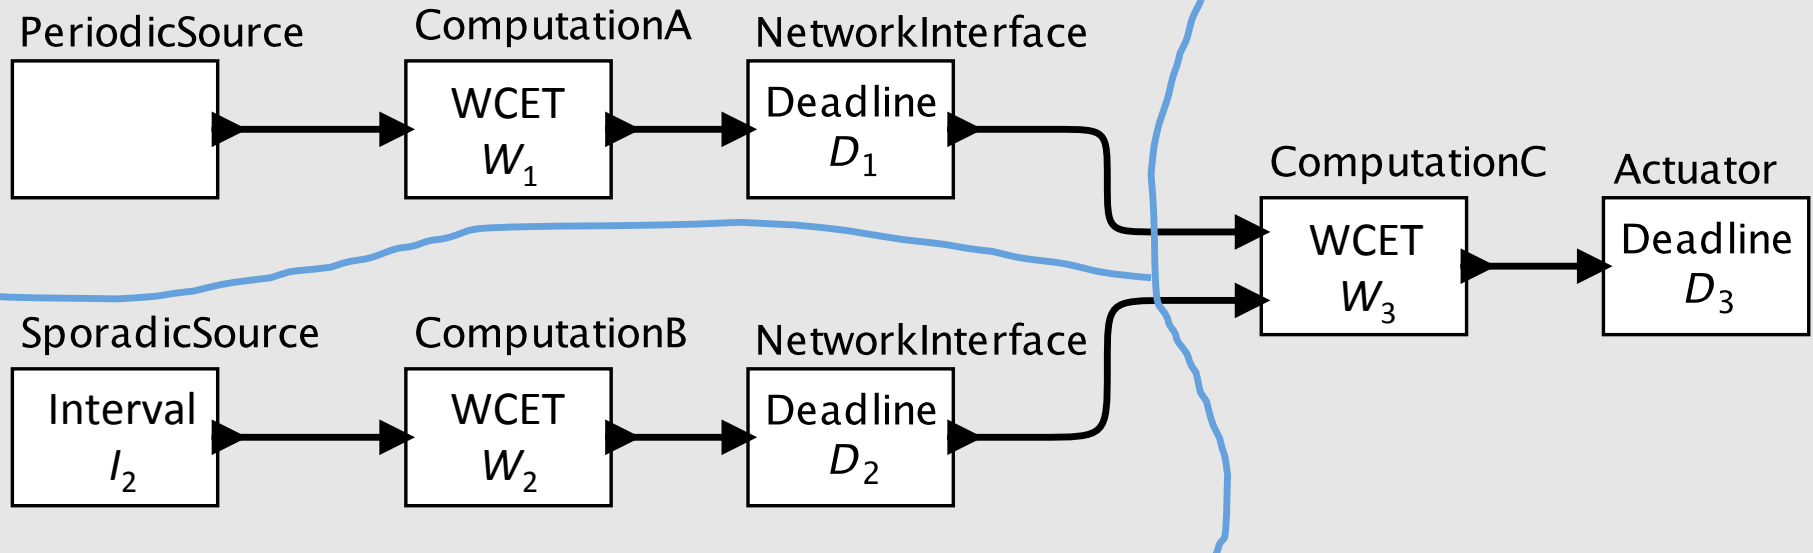 PeriodicSource
ComputationA
WCET
W1
NetworkInterface
Deadline
D1
SporadicSource
Interval
I2
ComputationB
WCET
W2
NetworkInterface
Deadline
D2
ComputationC
WCET
W3
Actuator
Deadline
D3